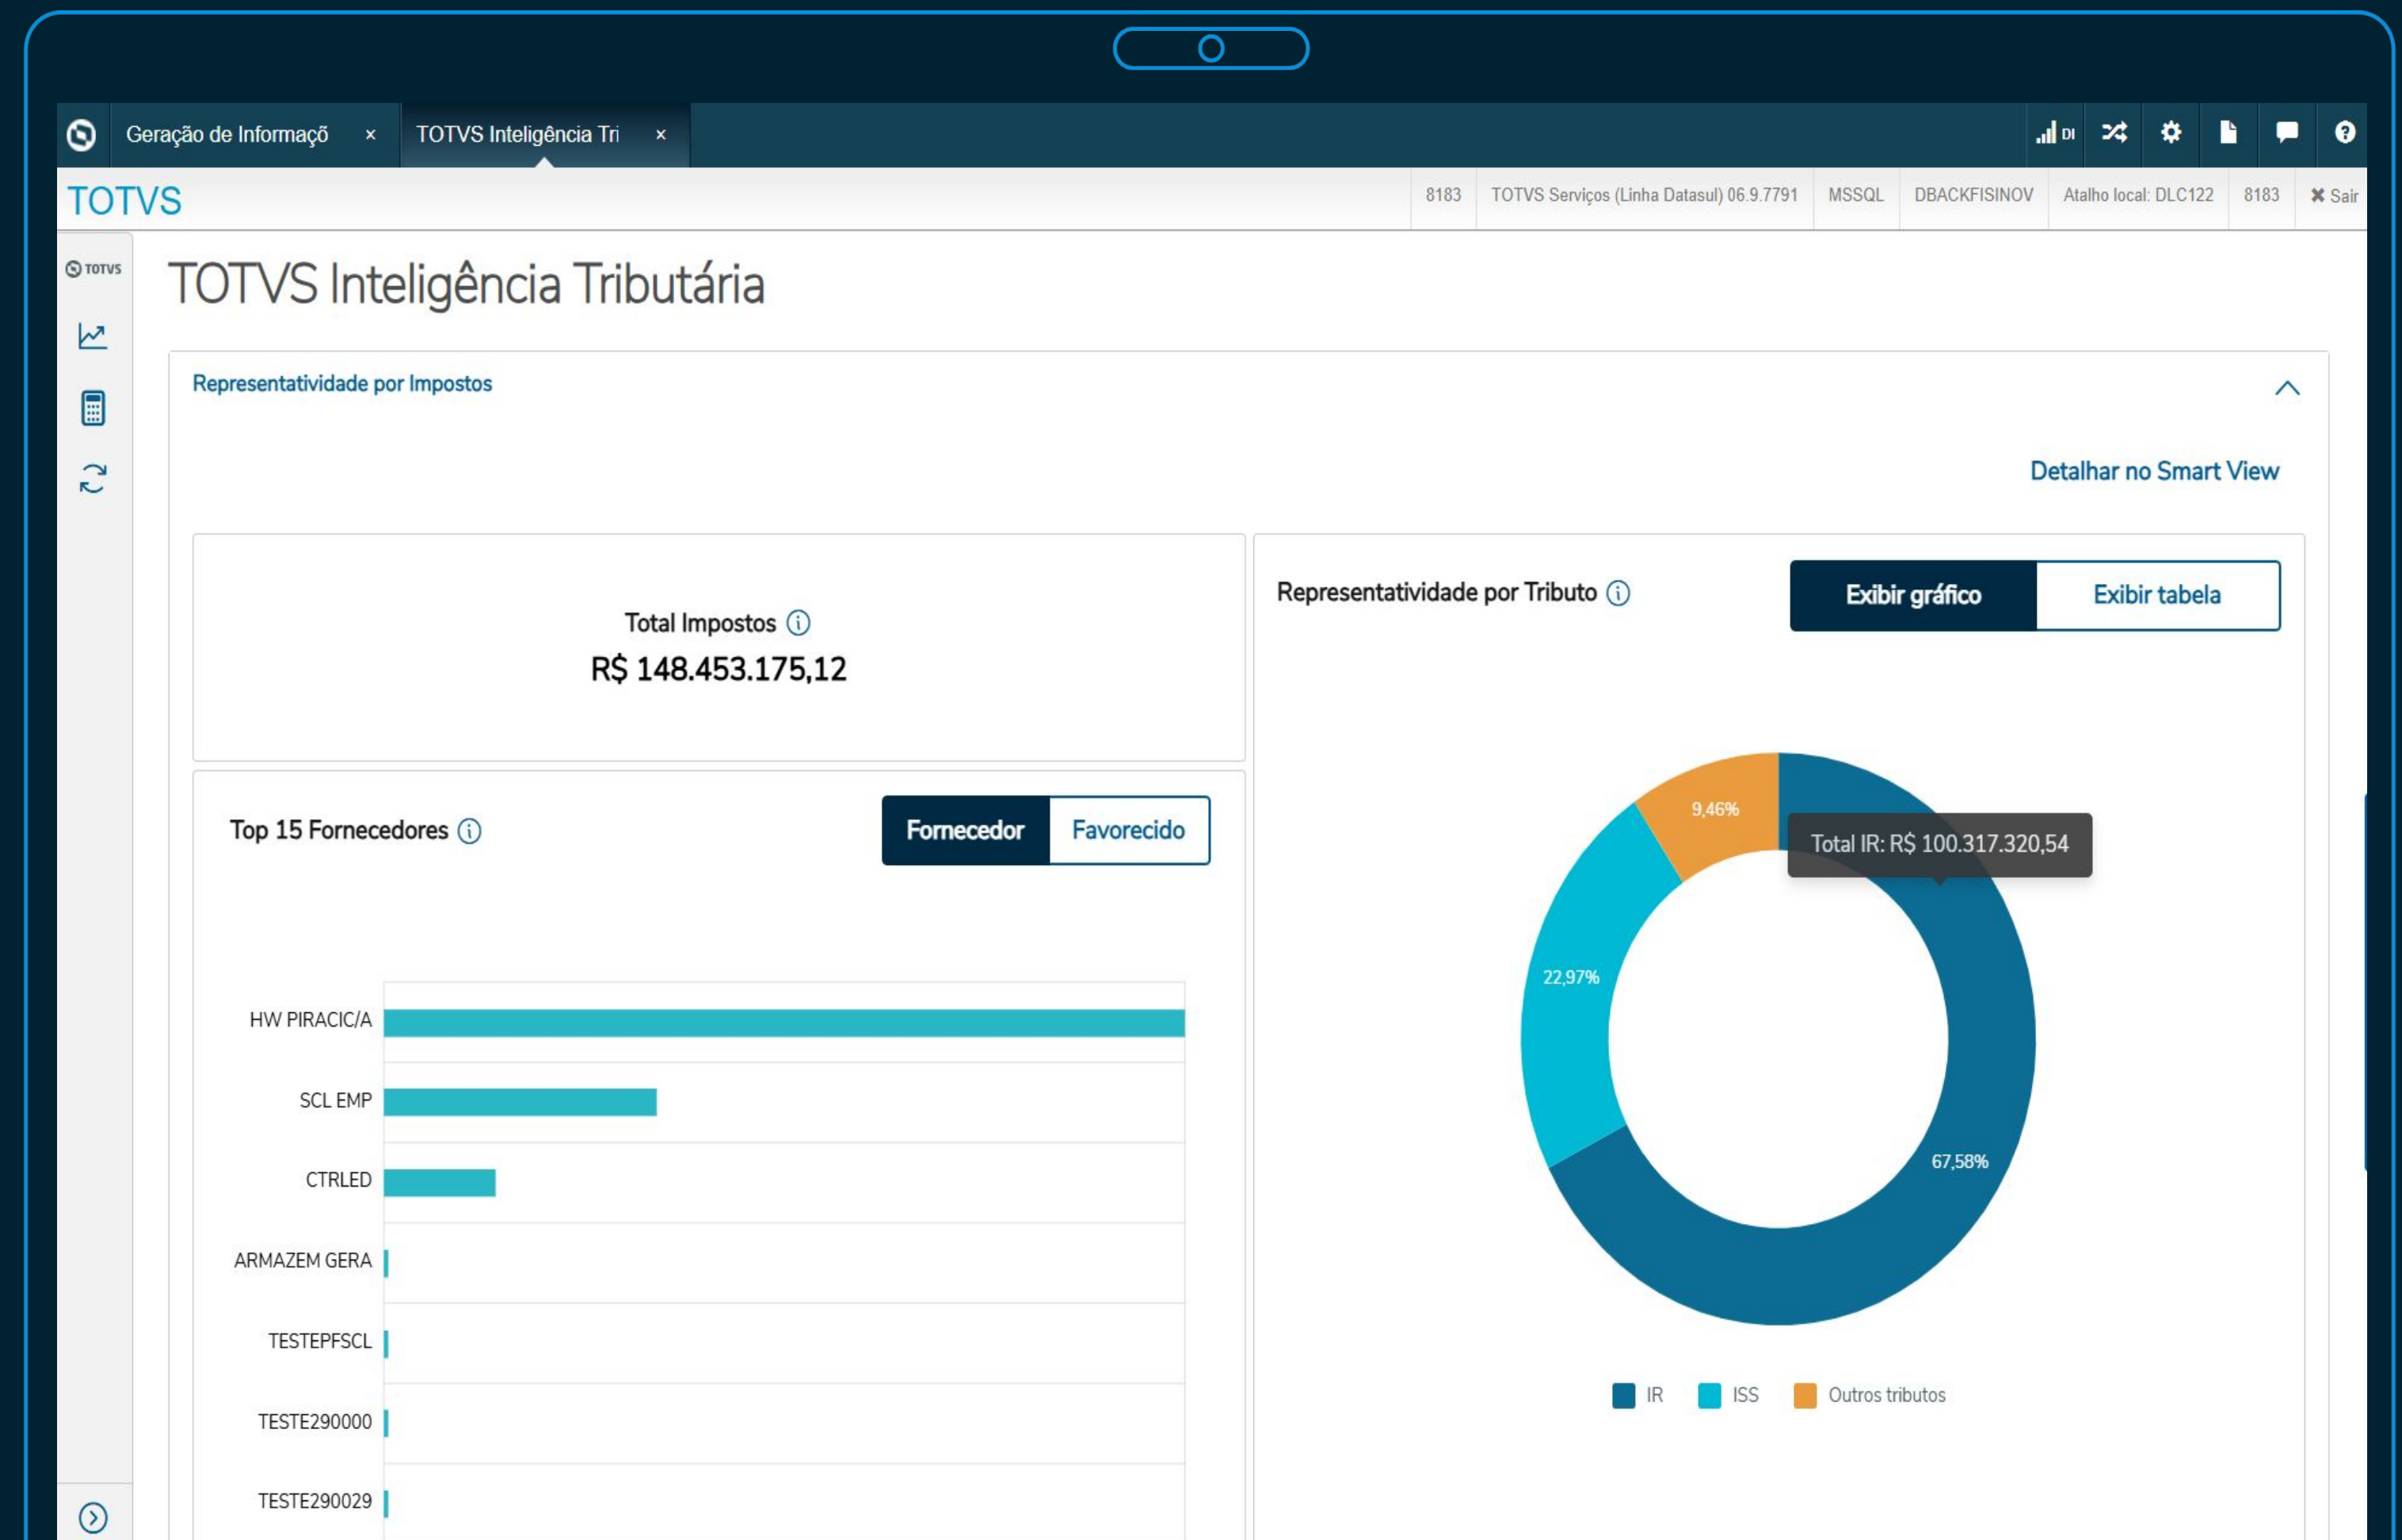 Geração de Informaçõ × TOTVS Inteligência Tri ×
DI
TOTVS
8183 TOTVS Serviços (Linha Datasul) 06.9.7791 MSSQL DBACKFISINOV Atalho local: DLC122 8183 ✖ Sair
TOTVS
TOTVS Inteligência Tributária
Representatividade por Impostos
Detalhar no Smart View
Total Impostos
R$ 148.453.175,12
Representatividade por Tributo
Exibir gráfico Exibir tabela
Top 15 Fornecedores
Fornecedor Favorecido
HW PIRACIC/A
SCL EMP
CTRLED
ARMAZEM GERA
TESTEPFSCL
TESTE290000
TESTE290029
9,46%
Total IR: R$ 100.317.320,54
22,97%
67,58%
IR ISS Outros tributos